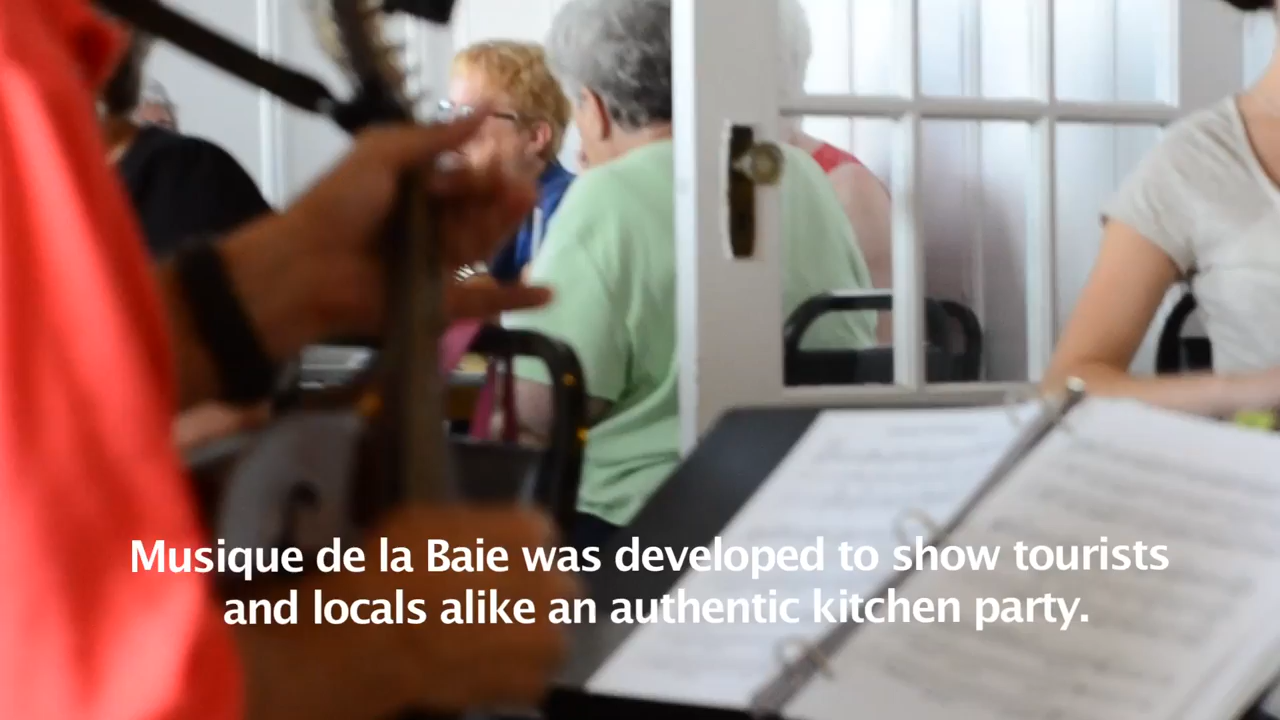 Musique de la Baie was developed to show tourists
and locals alike an authentic kitchen party.